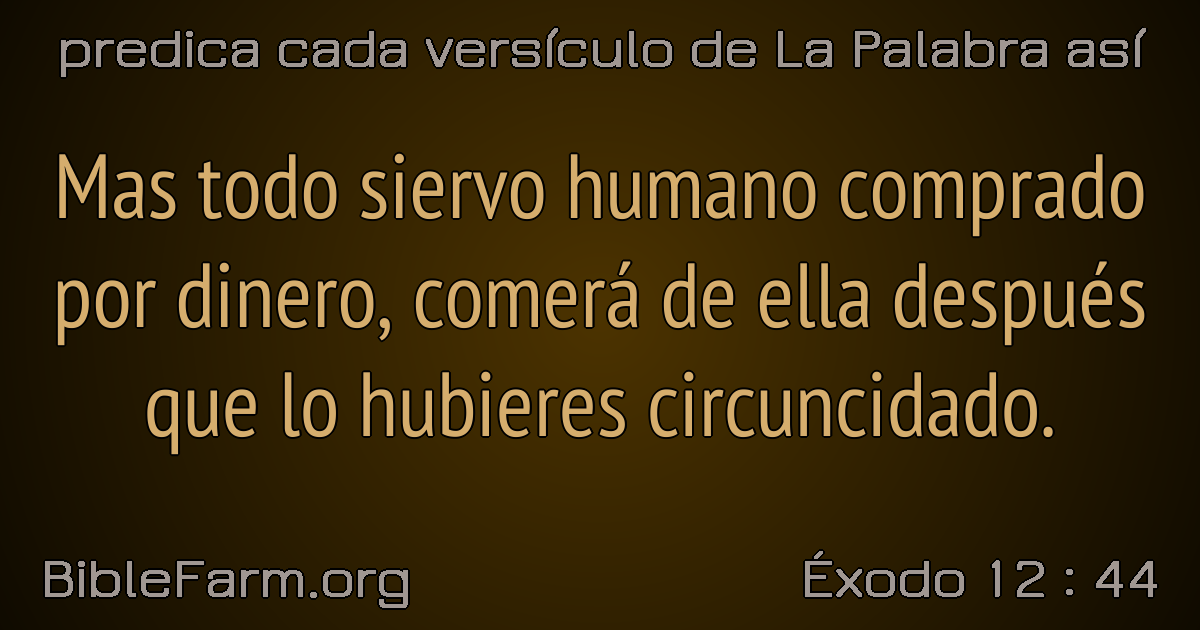 predica cada versículo de La Palabra así
Mas todo siervo humano comprado
por dinero, comerá de ella después
que lo hubieres circuncidado.
BibleFarm.org
Éxodo 12 : 44